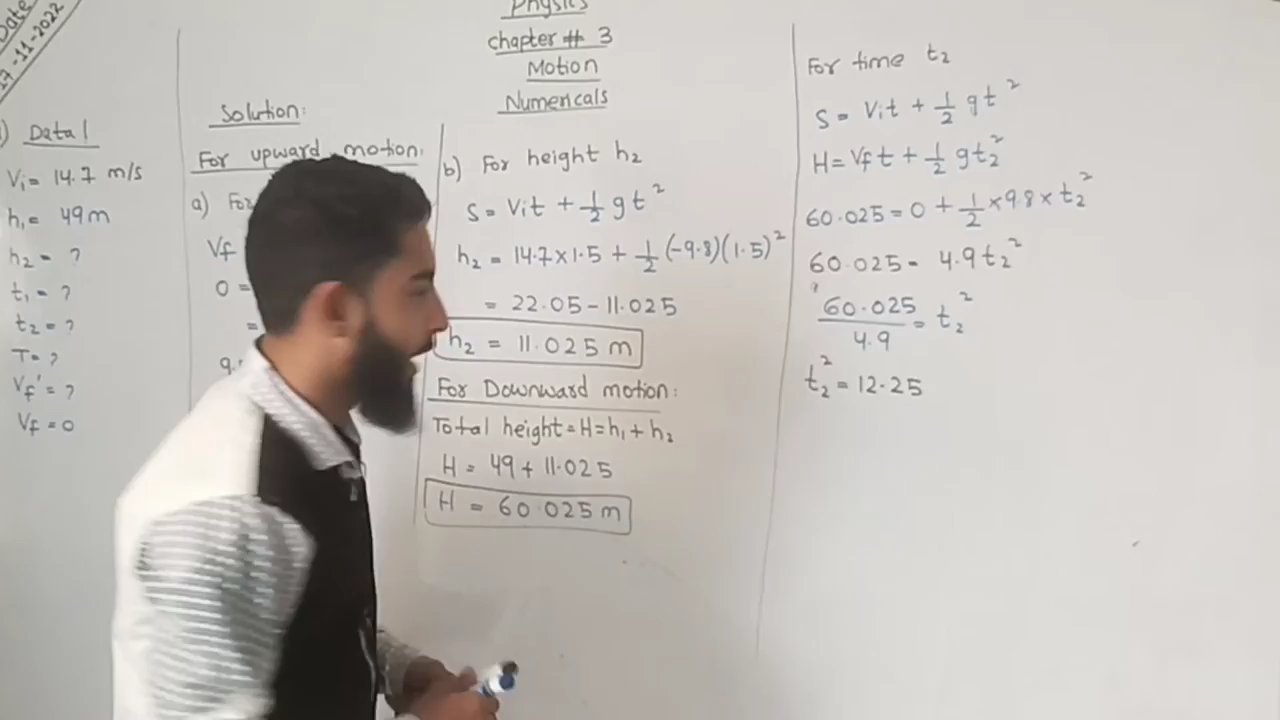 Date
17-11-2022
Physics
chapter # 3
Motion
Numericals
1) Data
Vi = 14.7 m/s
h₁ = 49m
h₂ = ?
t₁ = ?
t₂ = ?
T = ?
Vf' = ?
Vf = 0
Solution:
For upward motion.
a) For
Vf
0 =
=
9.
b) For height h₂
S = Vit + 1/2 gt²
h₂ = 14.7×1.5 + 1/2 (-9.8)(1.5)²
= 22.05 - 11.025
h₂ = 11.025 m
For Downward motion:
Total height = H = h₁ + h₂
H = 49 + 11.025
H = 60.025 m
For time t₂
S = Vit + 1/2 gt²
H = Vft + 1/2 gt₂²
60.025 = 0 + 1/2 × 9.8 × t₂²
60.025 = 4.9t₂²
60.025/4.9 = t₂²
t₂² = 12.25